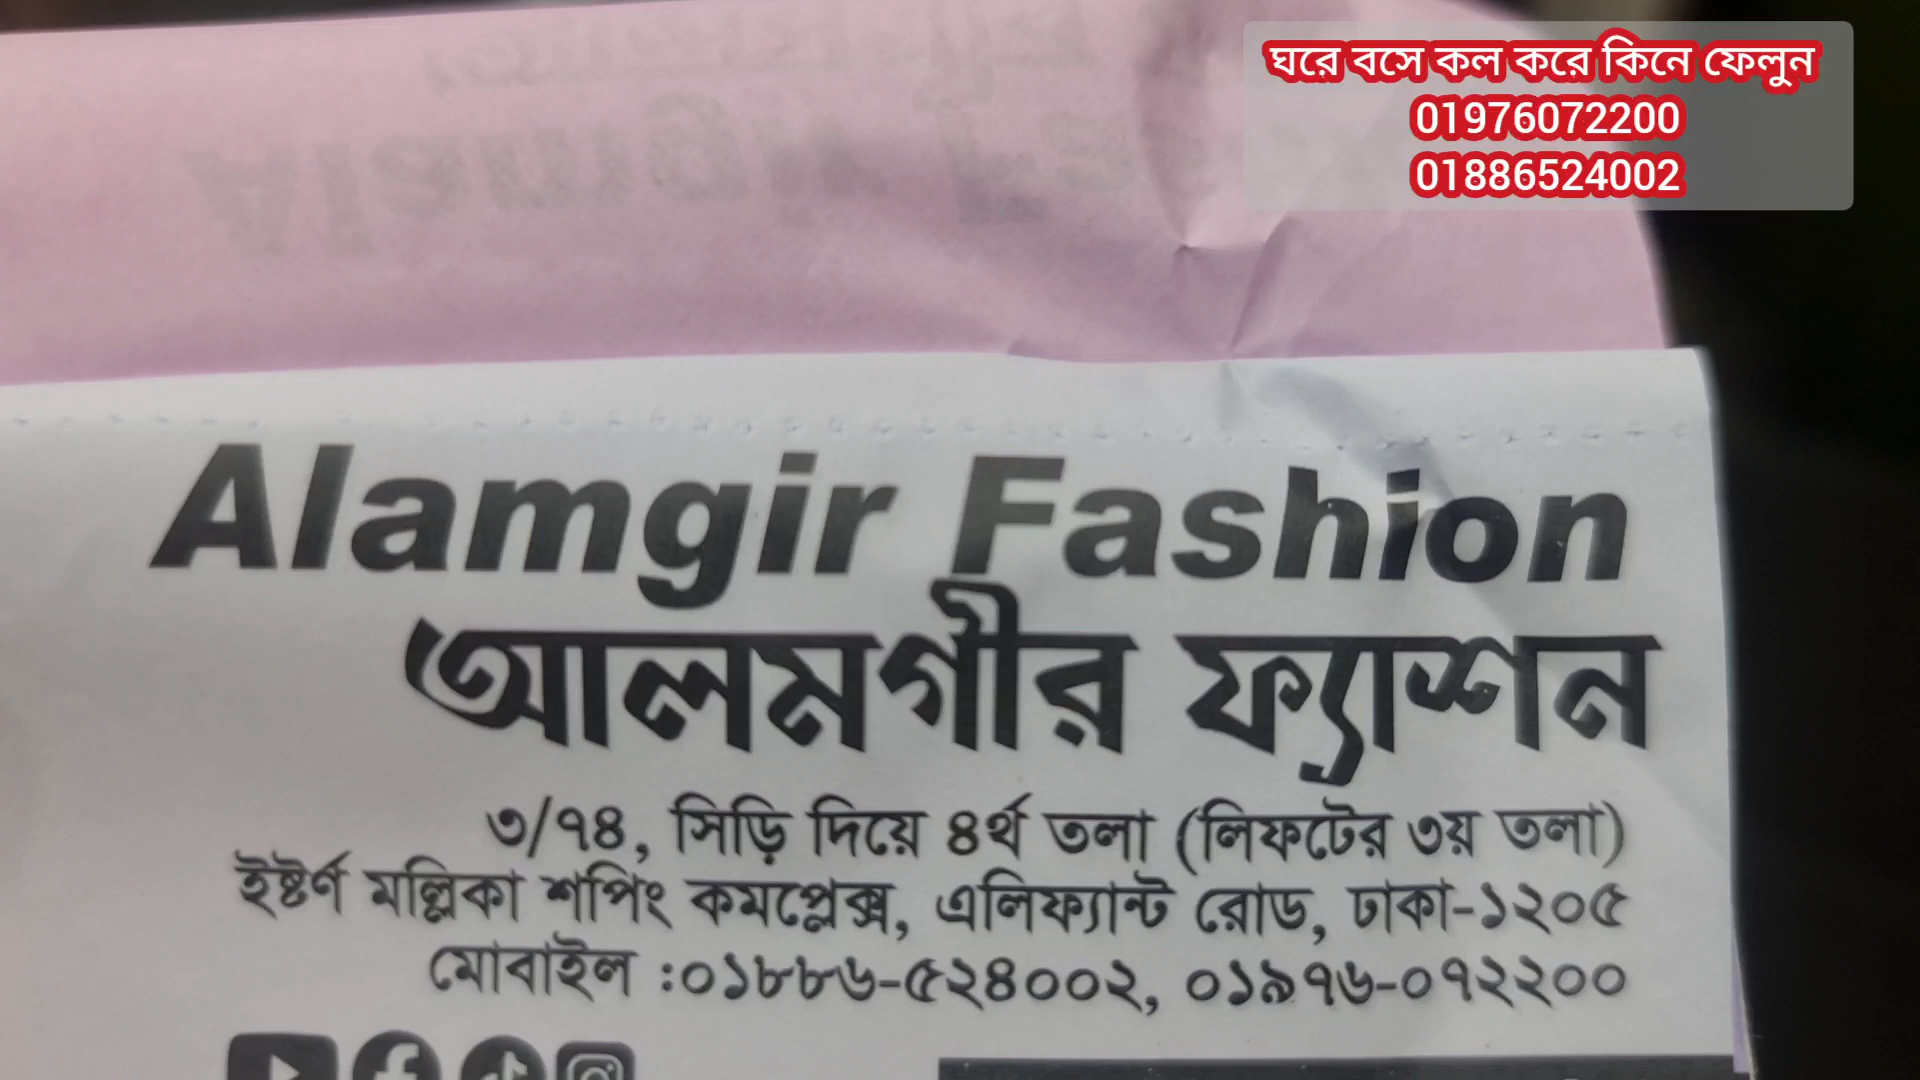 ঘরে বসে কল করে কিনে ফেলুন
01976072200
01886524002
Alamgir Fashion
আলমগীর ফ্যাশন
৩/৭৪, সিড়ি দিয়ে ৪র্থ তলা (লিফটের ৩য় তলা)
ইষ্টার্ণ মল্লিকা শপিং কমপ্লেক্স, এলিফ্যান্ট রোড, ঢাকা-১২০৫
মোবাইল :০১৮৮৬-৫২৪০০২, ০১৯৭৬-০৭২২০০